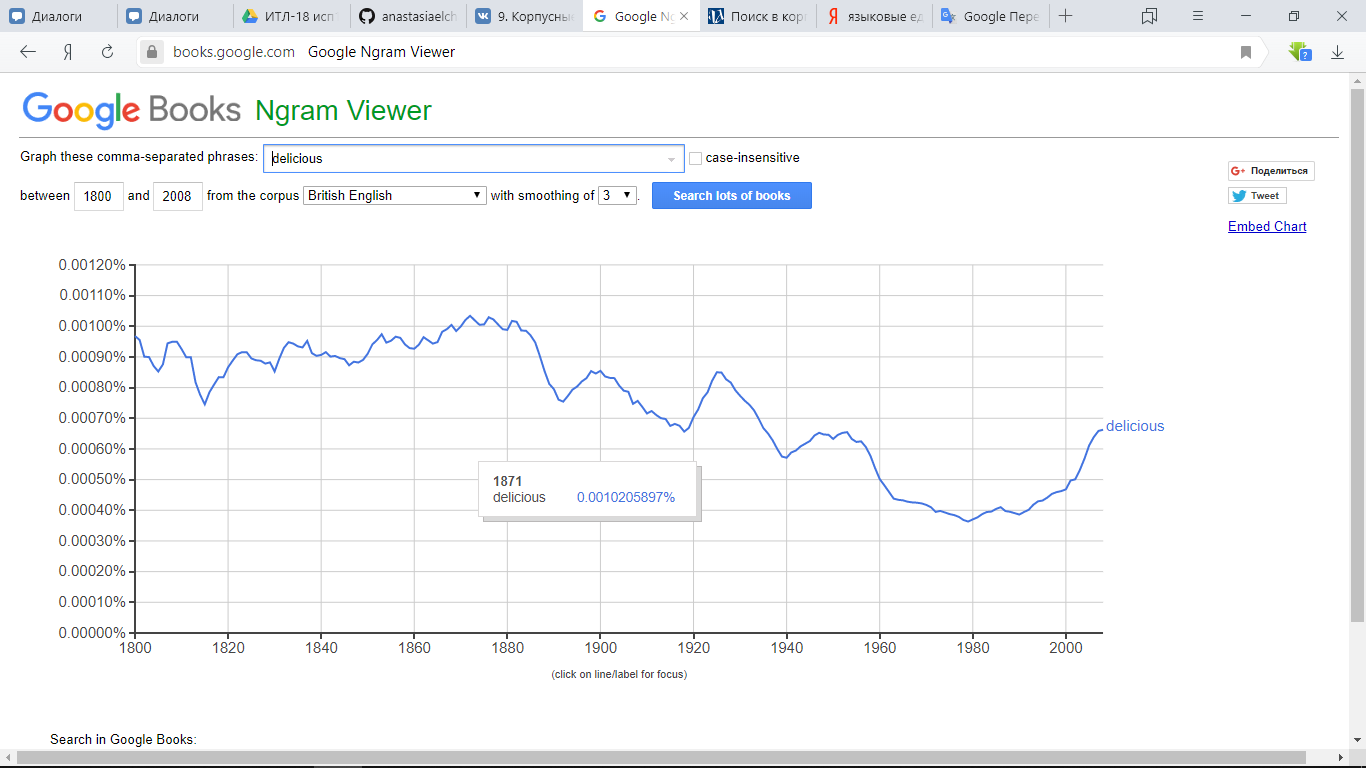 Диалоги
Диалоги
ИТЛ-18 исп
anastasiaelch
9. Корпусны
Google Ng
Поиск в кор
языковые ед
Google Пере
Я
books.google.com Google Ngram Viewer
Google Books Ngram Viewer
Graph these comma-separated phrases: delicious case-insensitive
between 1800 and 2008 from the corpus British English with smoothing of 3 . Search lots of books
G+ Поделиться
Tweet
Embed Chart
0.00120%
0.00110%
0.00100%
0.00090%
0.00080%
0.00070%
0.00060%
0.00050%
0.00040%
0.00030%
0.00020%
0.00010%
0.00000%
delicious
1871
delicious 0.0010205897%
1800 1820 1840 1860 1880 1900 1920 1940 1960 1980 2000
(click on line/label for focus)
Search in Google Books: